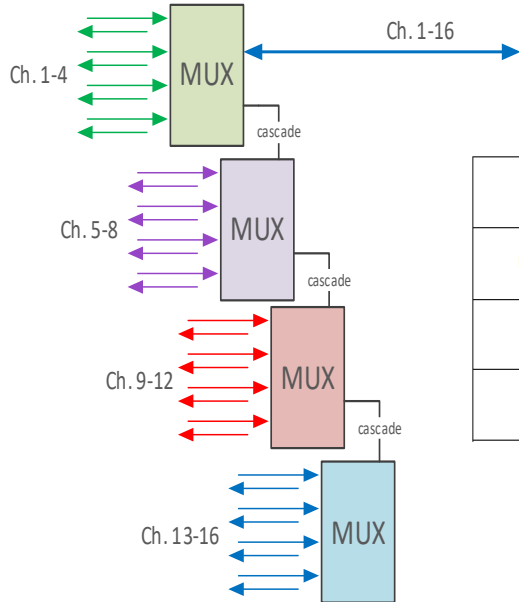 MUX
Ch. 1-16
Ch. 1-4
cascade
MUX
Ch. 5-8
cascade
MUX
Ch. 9-12
cascade
MUX
Ch. 13-16